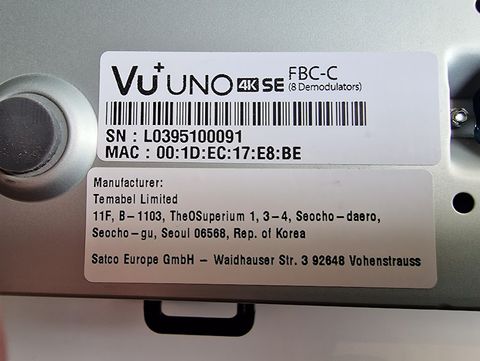 Vu+ UNO 4K SE FBC-C
(8 Demodulators)
SN : L0395100091
MAC : 00:1D:EC:17:E8:BE
Manufacturer:
Temabel Limited
11F, B-1103, The0Superium 1, 3-4, Seocho-daero,
Seocho-gu, Seoul 06568, Rep. of Korea
Satco Europe GmbH – Waidhauser Str. 3 92648 Vohenstrauss